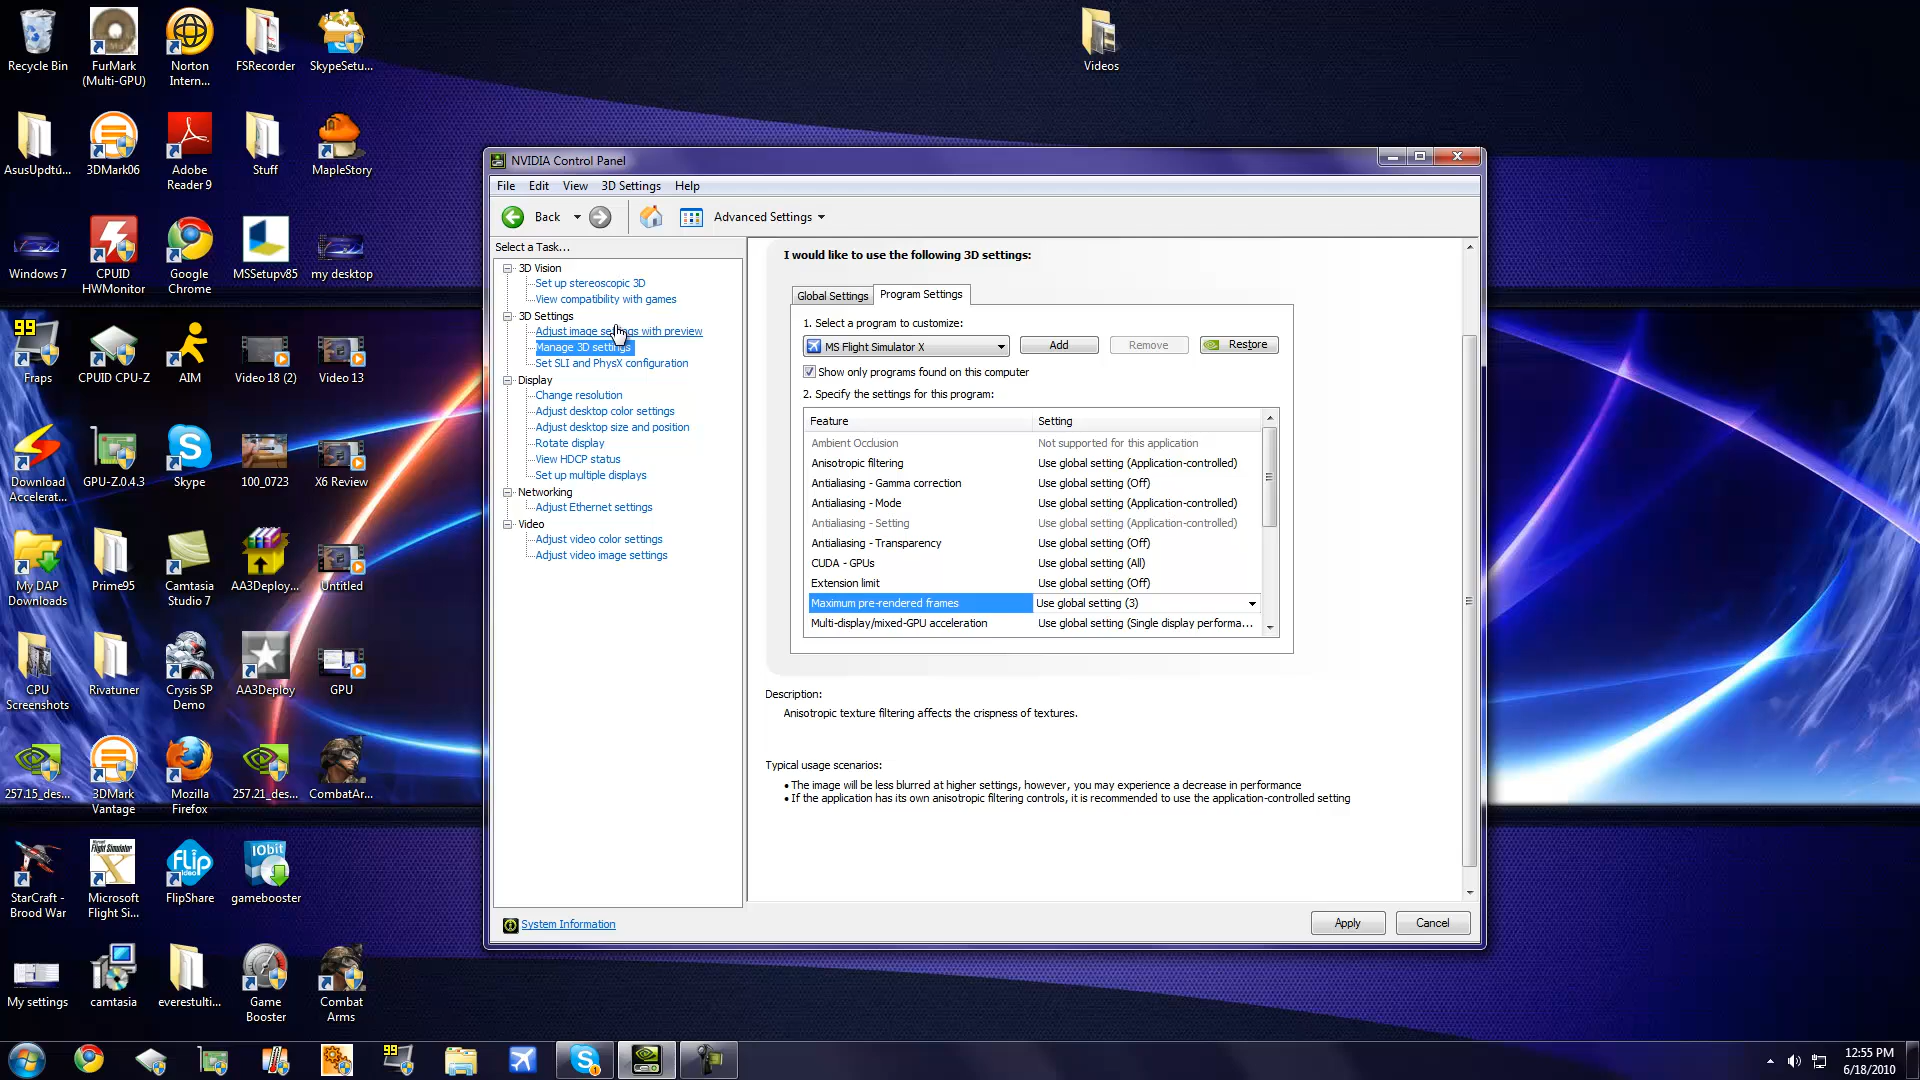 Recycle Bin
FurMark
(Multi-GPU)
Norton
Intern...
FSRecorder
SkypeSetu...
Videos
AsusUpdtú...
3DMark06
Adobe
Reader 9
Stuff
MapleStory
Windows 7
CPUID
HWMonitor
Google
Chrome
MSSetupv85
my desktop
99
Fraps
CPUID CPU-Z
AIM
Video 18 (2)
Video 13
Download
Accelerat...
GPU-Z.0.4.3
Skype
100_0723
X6 Review
My DAP
Downloads
Prime95
Camtasia
Studio 7
AA3Deploy...
Untitled
CPU
Screenshots
Rivatuner
Crysis SP
Demo
AA3Deploy
GPU
257.15_des...
3DMark
Vantage
Mozilla
Firefox
257.21_des...
CombatAr...
StarCraft -
Brood War
Flight Simulator
X
Microsoft
Flight Si...
flip
video
FlipShare
IObit
gamebooster
My settings
camtasia
everestulti...
Game
Booster
Combat
Arms
NVIDIA Control Panel
File Edit View 3D Settings Help
Back Advanced Settings
Select a Task...
3D Vision
Set up stereoscopic 3D
View compatibility with games
3D Settings
Adjust image settings with preview
Manage 3D settings
Set SLI and PhysX configuration
Display
Change resolution
Adjust desktop color settings
Adjust desktop size and position
Rotate display
View HDCP status
Set up multiple displays
Networking
Adjust Ethernet settings
Video
Adjust video color settings
Adjust video image settings
System Information
I would like to use the following 3D settings:
Global Settings Program Settings
1. Select a program to customize:
MS Flight Simulator X Add Remove Restore
Show only programs found on this computer
2. Specify the settings for this program:
Feature Setting
Ambient Occlusion Not supported for this application
Anisotropic filtering Use global setting (Application-controlled)
Antialiasing - Gamma correction Use global setting (Off)
Antialiasing - Mode Use global setting (Application-controlled)
Antialiasing - Setting Use global setting (Application-controlled)
Antialiasing - Transparency Use global setting (Off)
CUDA - GPUs Use global setting (All)
Extension limit Use global setting (Off)
Maximum pre-rendered frames Use global setting (3)
Multi-display/mixed-GPU acceleration Use global setting (Single display performa...
Description:
Anisotropic texture filtering affects the crispness of textures.
Typical usage scenarios:
• The image will be less blurred at higher settings, however, you may experience a decrease in performance
• If the application has its own anisotropic filtering controls, it is recommended to use the application-controlled setting
Apply Cancel
99
1
12:55 PM
6/18/2010